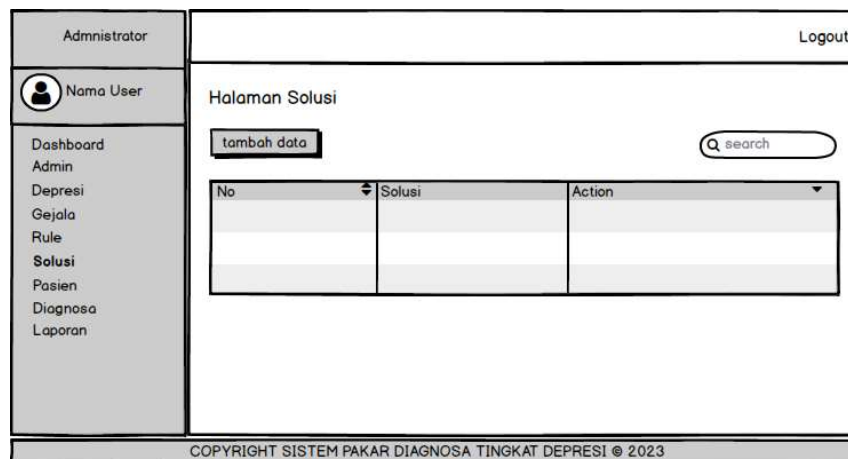 Admnistrator
Logout
Nama User
Halaman Solusi
tambah data
search
Dashboard
Admin
Depresi
Gejala
Rule
Solusi
Pasien
Diagnosa
Laporan
No Solusi Action
COPYRIGHT SISTEM PAKAR DIAGNOSA TINGKAT DEPRESI © 2023